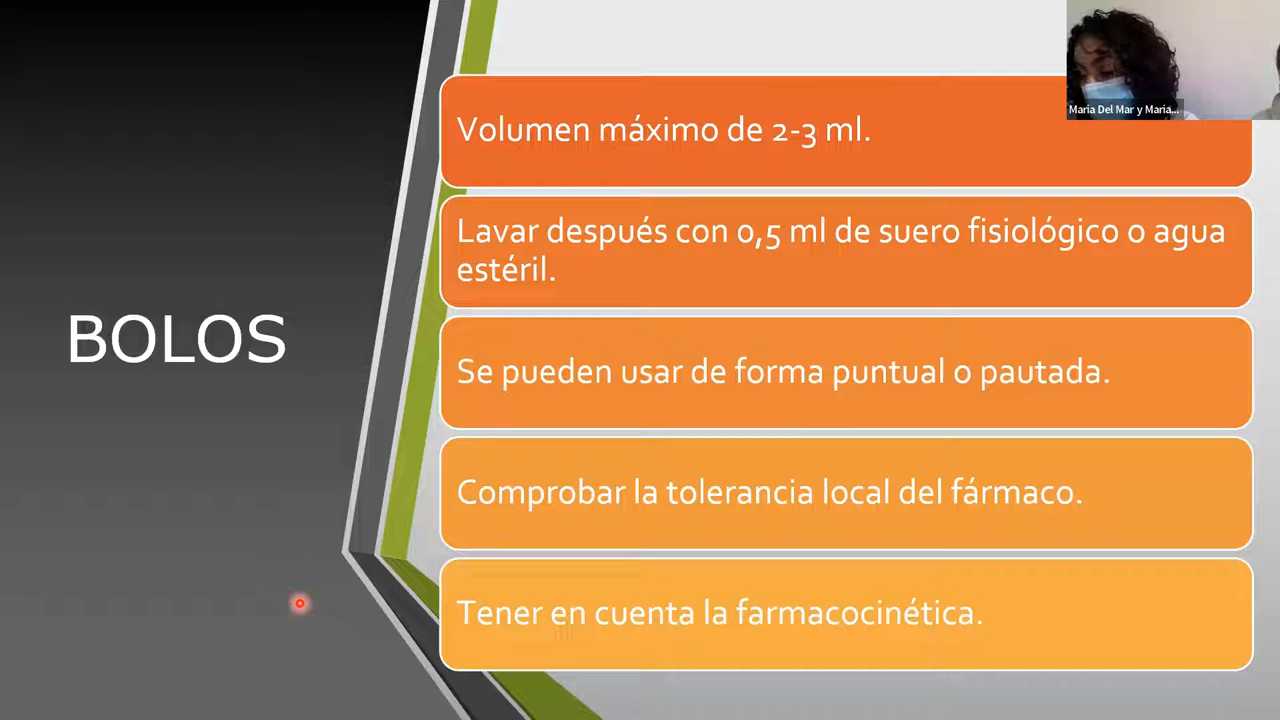 BOLOS
Volumen máximo de 2-3 ml.
Lavar después con 0,5 ml de suero fisiológico o agua
estéril.
Se pueden usar de forma puntual o pautada.
Comprobar la tolerancia local del fármaco.
Tener en cuenta la farmacocinética.
Maria Del Mar y Maria...